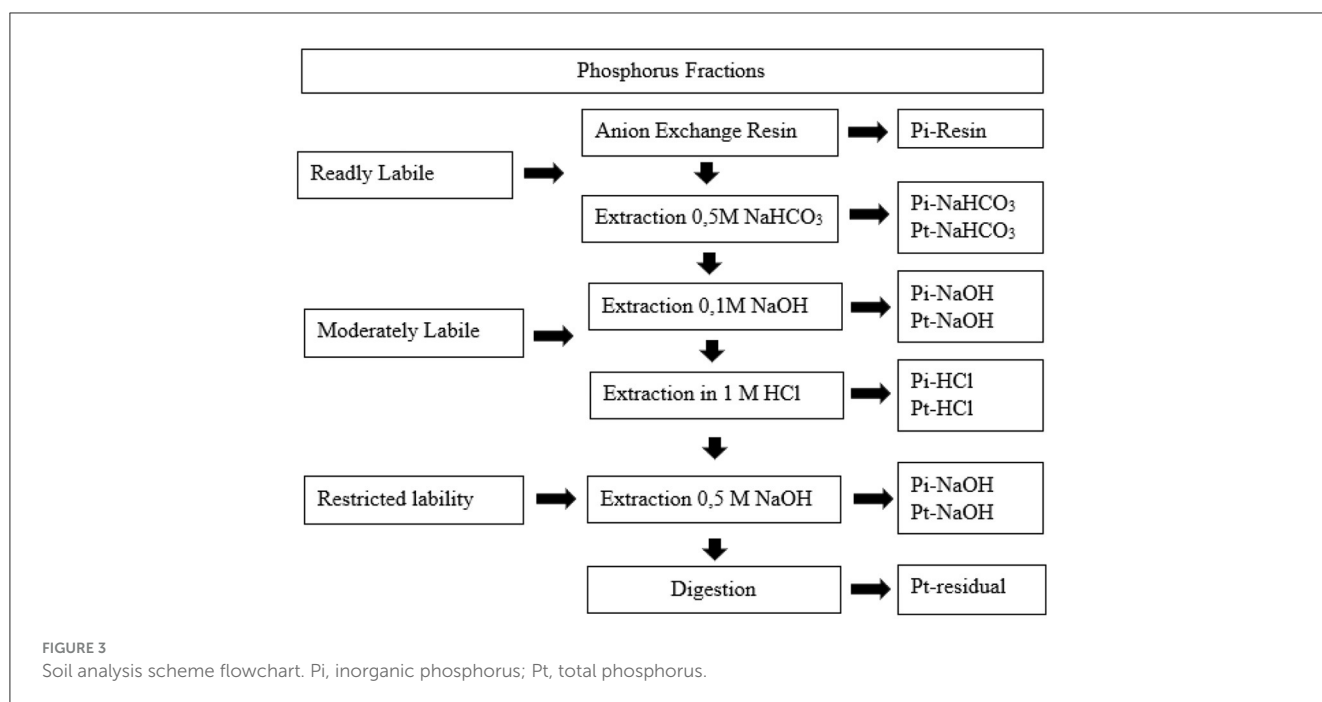 Phosphorus Fractions
Anion Exchange Resin
Pi-Resin
Readly Labile
Extraction 0,5M NaHCO₃
Pi-NaHCO₃
Pt-NaHCO₃
Extraction 0,1M NaOH
Pi-NaOH
Pt-NaOH
Moderately Labile
Extraction in 1 M HCl
Pi-HCl
Pt-HCl
Restricted lability
Extraction 0,5 M NaOH
Pi-NaOH
Pt-NaOH
Digestion
Pt-residual
FIGURE 3
Soil analysis scheme flowchart. Pi, inorganic phosphorus; Pt, total phosphorus.